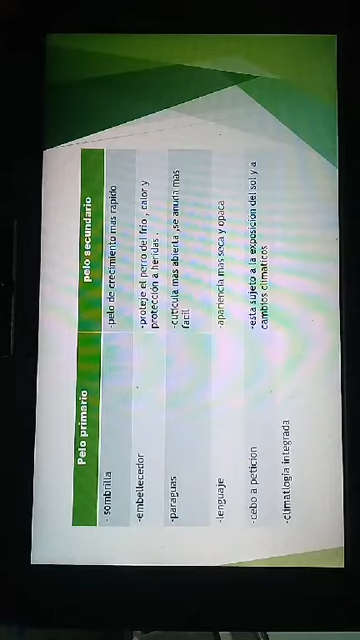 Pelo primario
pelo secundario
- sombrilla
-pelo de crecimiento mas rapido
-embellecedor
-proteje el perro del frio , calor y
protección a heridas .
-paraguas
-cuticula mas abierta ,se anuda mas
facil
-lenguaje
-apariencia mas seca y opaca
-cebo a peticion
-esta sujeto a la exposicion del sol y a
cambios climaticos
-climatlogia integrada